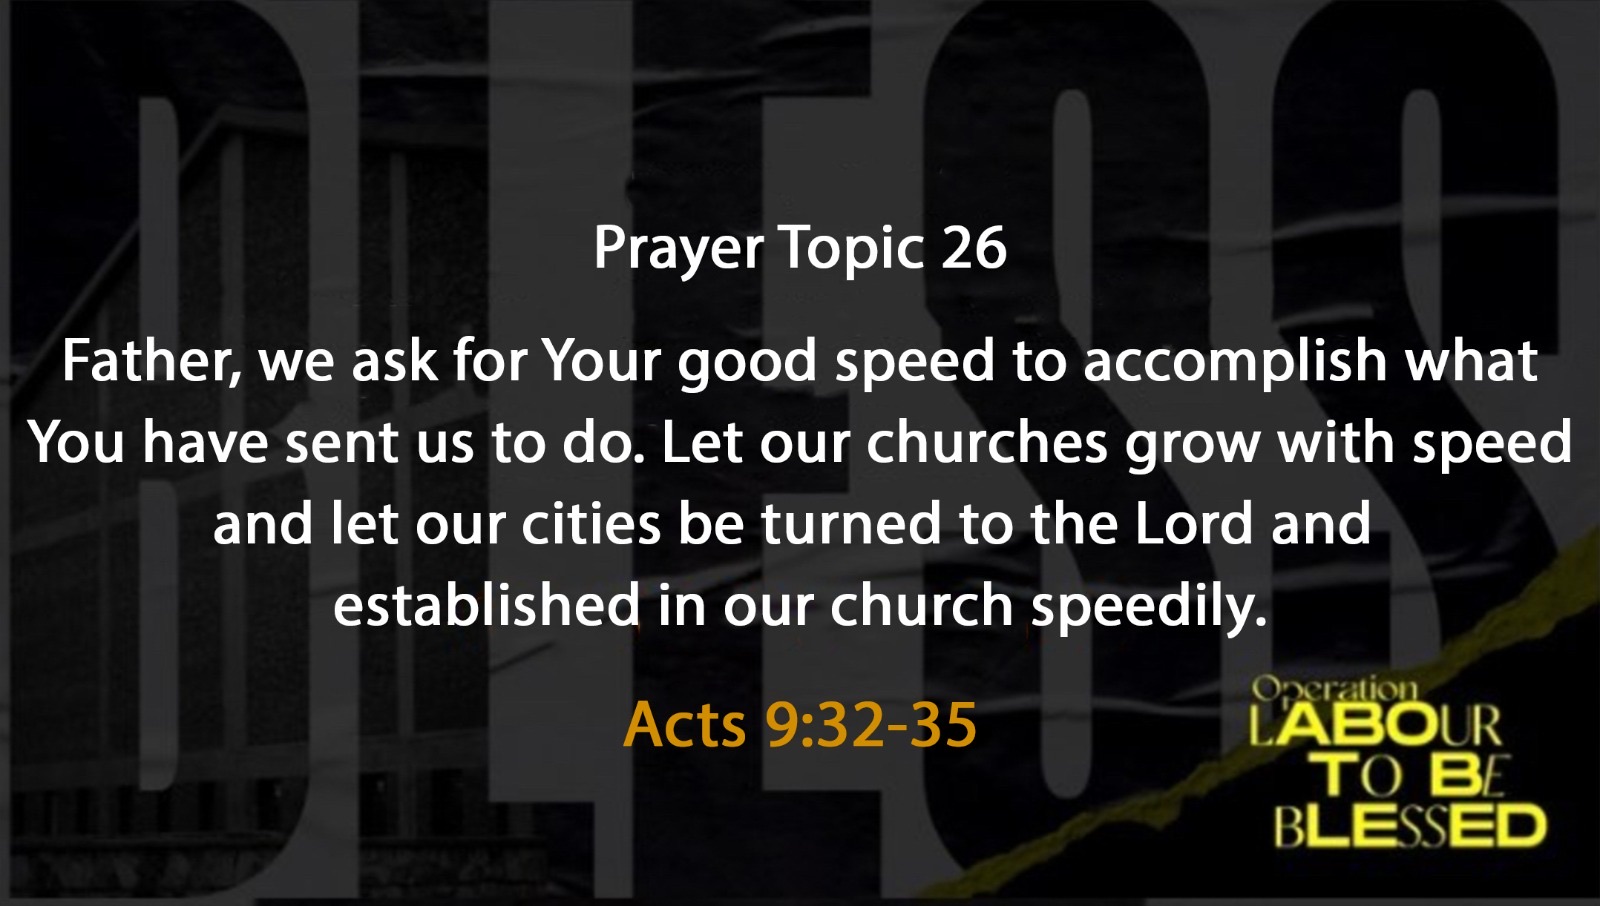 BLESS
Prayer Topic 26
Father, we ask for Your good speed to accomplish what
You have sent us to do. Let our churches grow with speed
and let our cities be turned to the Lord and
established in our church speedily.
Acts 9:32-35
Operation
LABOUR
TO BE
BLESSED